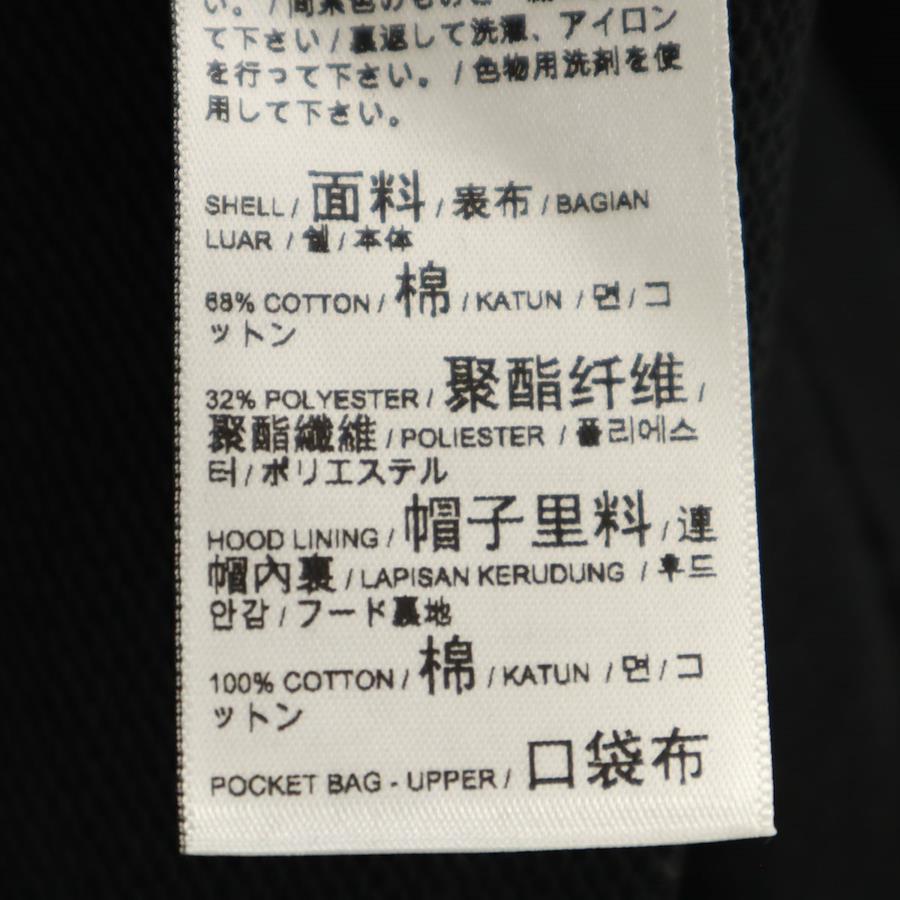 い。/同系色のものと
て下さい/裏返して洗濯、アイロン
を行って下さい。/色物用洗剤を使
用して下さい。
SHELL/面料/表布/BAGIAN
LUAR/쉘/本体
68% COTTON/棉/KATUN/면/コ
ットン
32% POLYESTER/聚酯纤维/
聚酯纖維/POLIESTER/폴리에스
터/ポリエステル
HOOD LINING/帽子里料/連
帽內裏/LAPISAN KERUDUNG/후드
안감/フード裏地
100% COTTON/棉/KATUN/면/コ
ットン
POCKET BAG - UPPER/口袋布